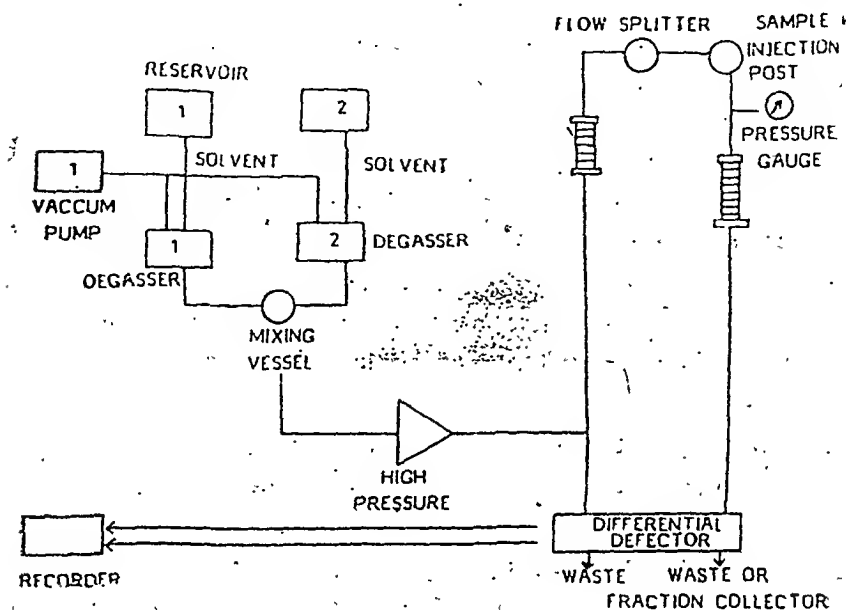 FLOW SPLITTER
SAMPLE
INJECTION
POST
RESERVOIR
1
2
PRESSURE
GAUGE
SOLVENT
SOLVENT
1
VACCUM
PUMP
1
OEGASSER
2
DEGASSER
MIXING
VESSEL
HIGH
PRESSURE
DIFFERENTIAL
DEFECTOR
RECORDER
WASTE
WASTE OR
FRACTION COLLECTOR